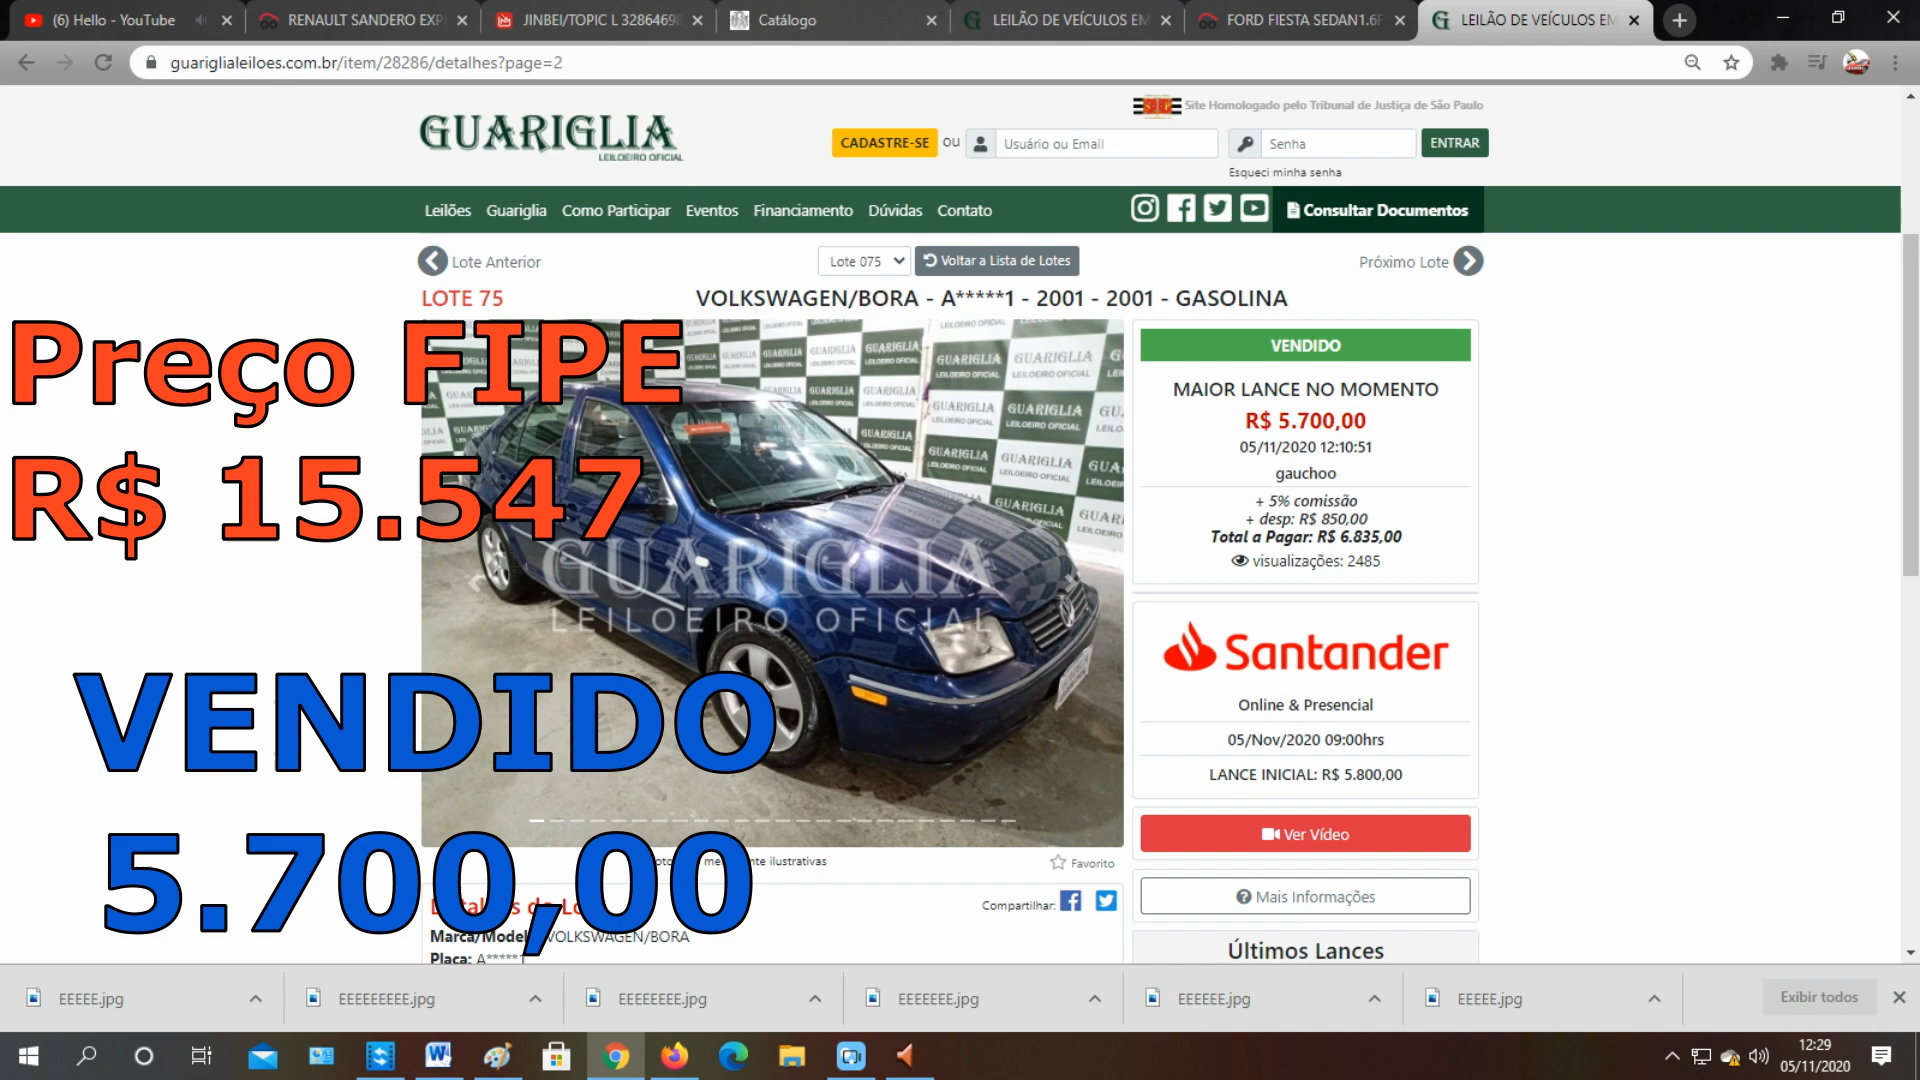 (6) Hello - YouTube
RENAULT SANDERO EXP
JINBEI/TOPIC L 32864698
Catálogo
LEILÃO DE VEÍCULOS EM
FORD FIESTA SEDAN1.6F
LEILÃO DE VEÍCULOS EM
guariglialeiloes.com.br/item/28286/detalhes?page=2
Site Homologado pelo Tribunal de Justiça de São Paulo
GUARIGLIA
LEILOEIRO OFICIAL
CADASTRE-SE ou Usuário ou Email Senha ENTRAR
Esqueci minha senha
Leilões Guariglia Como Participar Eventos Financiamento Dúvidas Contato Consultar Documentos
Lote Anterior Lote 075 Voltar a Lista de Lotes Próximo Lote
LOTE 75 VOLKSWAGEN/BORA - A*****1 - 2001 - 2001 - GASOLINA
Preço FIPE
R$ 15.547
VENDIDO
5.700,00
GUARIGLIA
LEILOEIRO OFICIAL
VENDIDO
MAIOR LANCE NO MOMENTO
R$ 5.700,00
05/11/2020 12:10:51
gauchoo
+ 5% comissão
+ desp: R$ 850,00
Total a Pagar: R$ 6.835,00
visualizações: 2485
Santander
Online & Presencial
05/Nov/2020 09:00hrs
LANCE INICIAL: R$ 5.800,00
Ver Vídeo
Mais Informações
Últimos Lances
ilustrativas
Favorito
Compartilhar:
Marca/Model VOLKSWAGEN/BORA
Placa: A*****1
EEEEE.jpg
EEEEEEEEE.jpg
EEEEEEEE.jpg
EEEEEEE.jpg
EEEEEE.jpg
EEEEE.jpg
Exibir todos
12:29
05/11/2020